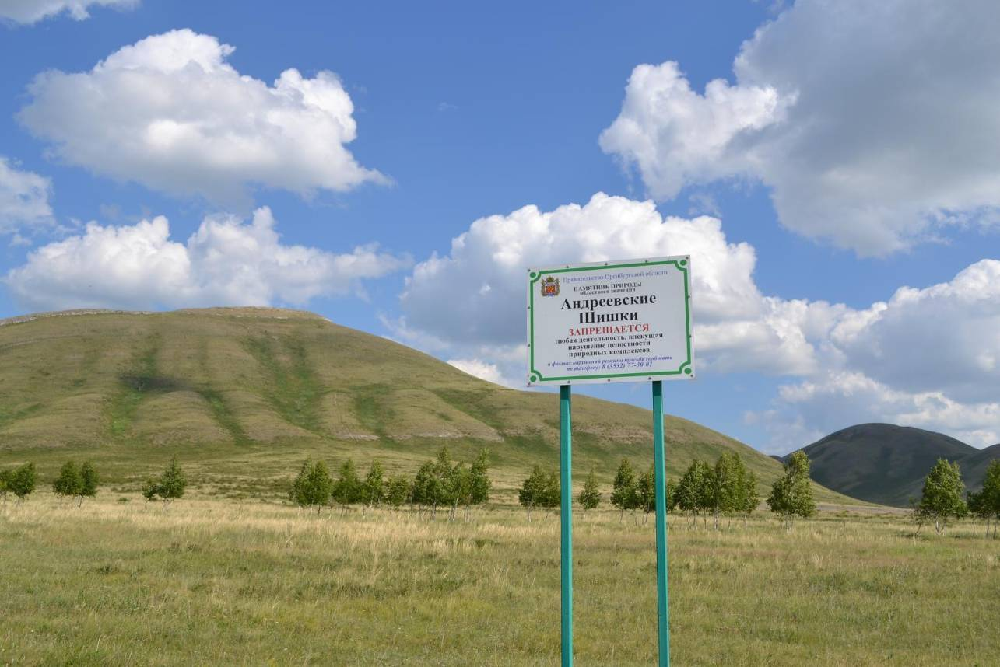 Правительство Оренбургской области
ПАМЯТНИК ПРИРОДЫ
областного значения
Андреевские
Шишки
ЗАПРЕЩАЕТСЯ
любая деятельность, влекущая
нарушение целостности
природных комплексов
о фактах нарушений режима просьба сообщать
по телефону: 8 (3532) 77-30-01